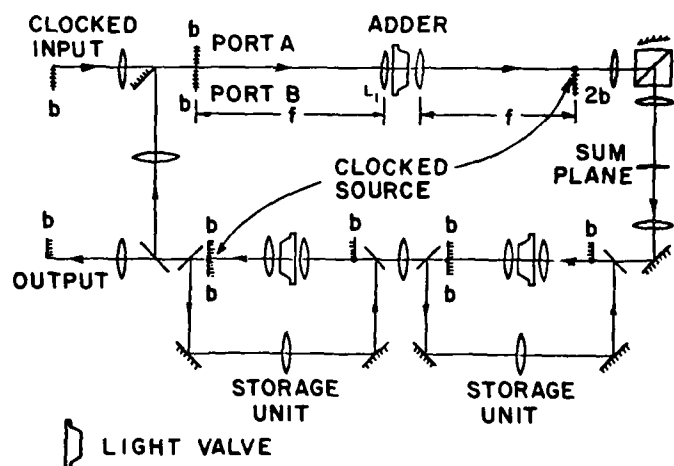 CLOCKED INPUT
b
b
PORT A
b
PORT B
f
ADDER
L1
f
2b
CLOCKED SOURCE
SUM PLANE
b
OUTPUT
b
b
b
b
b
b
STORAGE UNIT
STORAGE UNIT
LIGHT VALVE